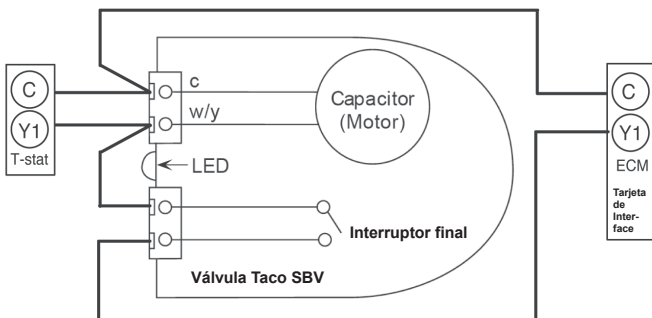 C
Y1
T-stat
c
w/y
Capacitor
(Motor)
LED
Interruptor final
Válvula Taco SBV
C
Y1
ECM
Tarjeta
de
Inter-
face